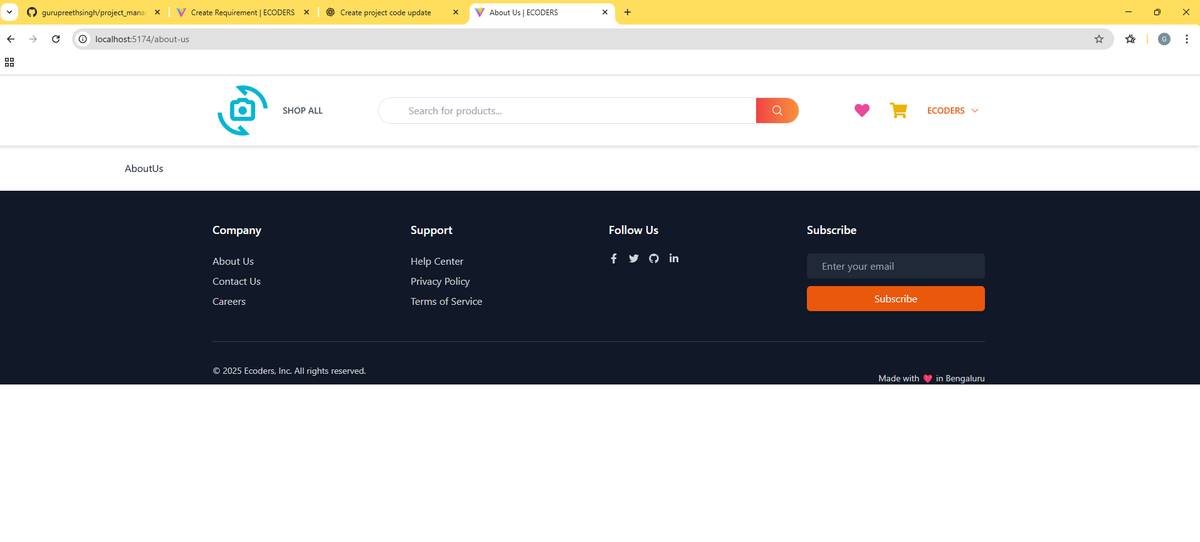 gurupreethsingh/project_mana
Create Requirement | ECODERS
Create project code update
About Us | ECODERS
localhost:5174/about-us
G
SHOP ALL
Search for products...
ECODERS
AboutUs
Company
About Us
Contact Us
Careers
Support
Help Center
Privacy Policy
Terms of Service
Follow Us
Subscribe
Enter your email
Subscribe
© 2025 Ecoders, Inc. All rights reserved.
Made with ❤️ in Bengaluru